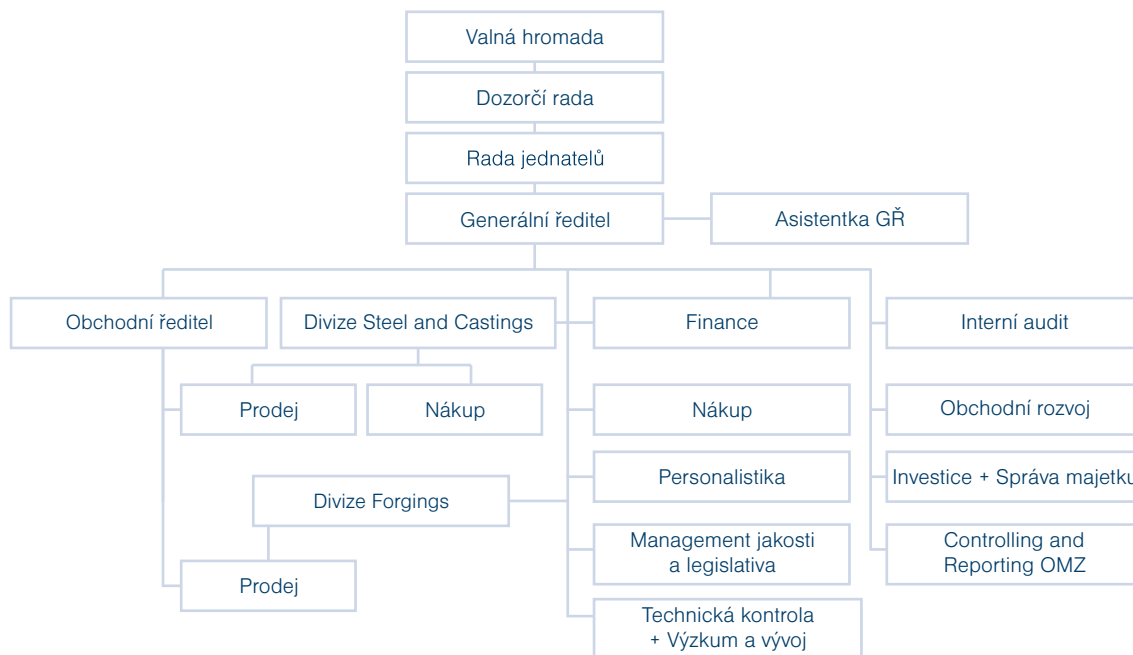 Valná hromada
Dozorčí rada
Rada jednatelů
Generální ředitel
Asistentka GŘ
Obchodní ředitel
Divize Steel and Castings
Finance
Interní audit
Prodej
Nákup
Nákup
Obchodní rozvoj
Personalistika
Investice + Správa majetku
Divize Forgings
Management jakosti
a legislativa
Controlling and
Reporting OMZ
Prodej
Technická kontrola
+ Výzkum a vývoj